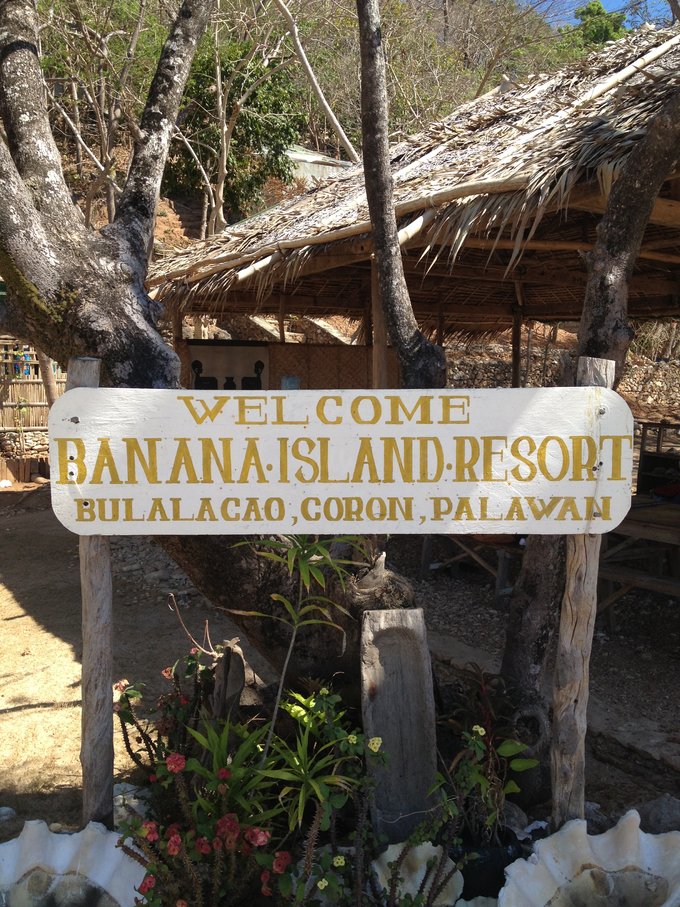 WELCOME
BANANA·ISLAND·RESORT
BULALACAO, CORON, PALAWAN